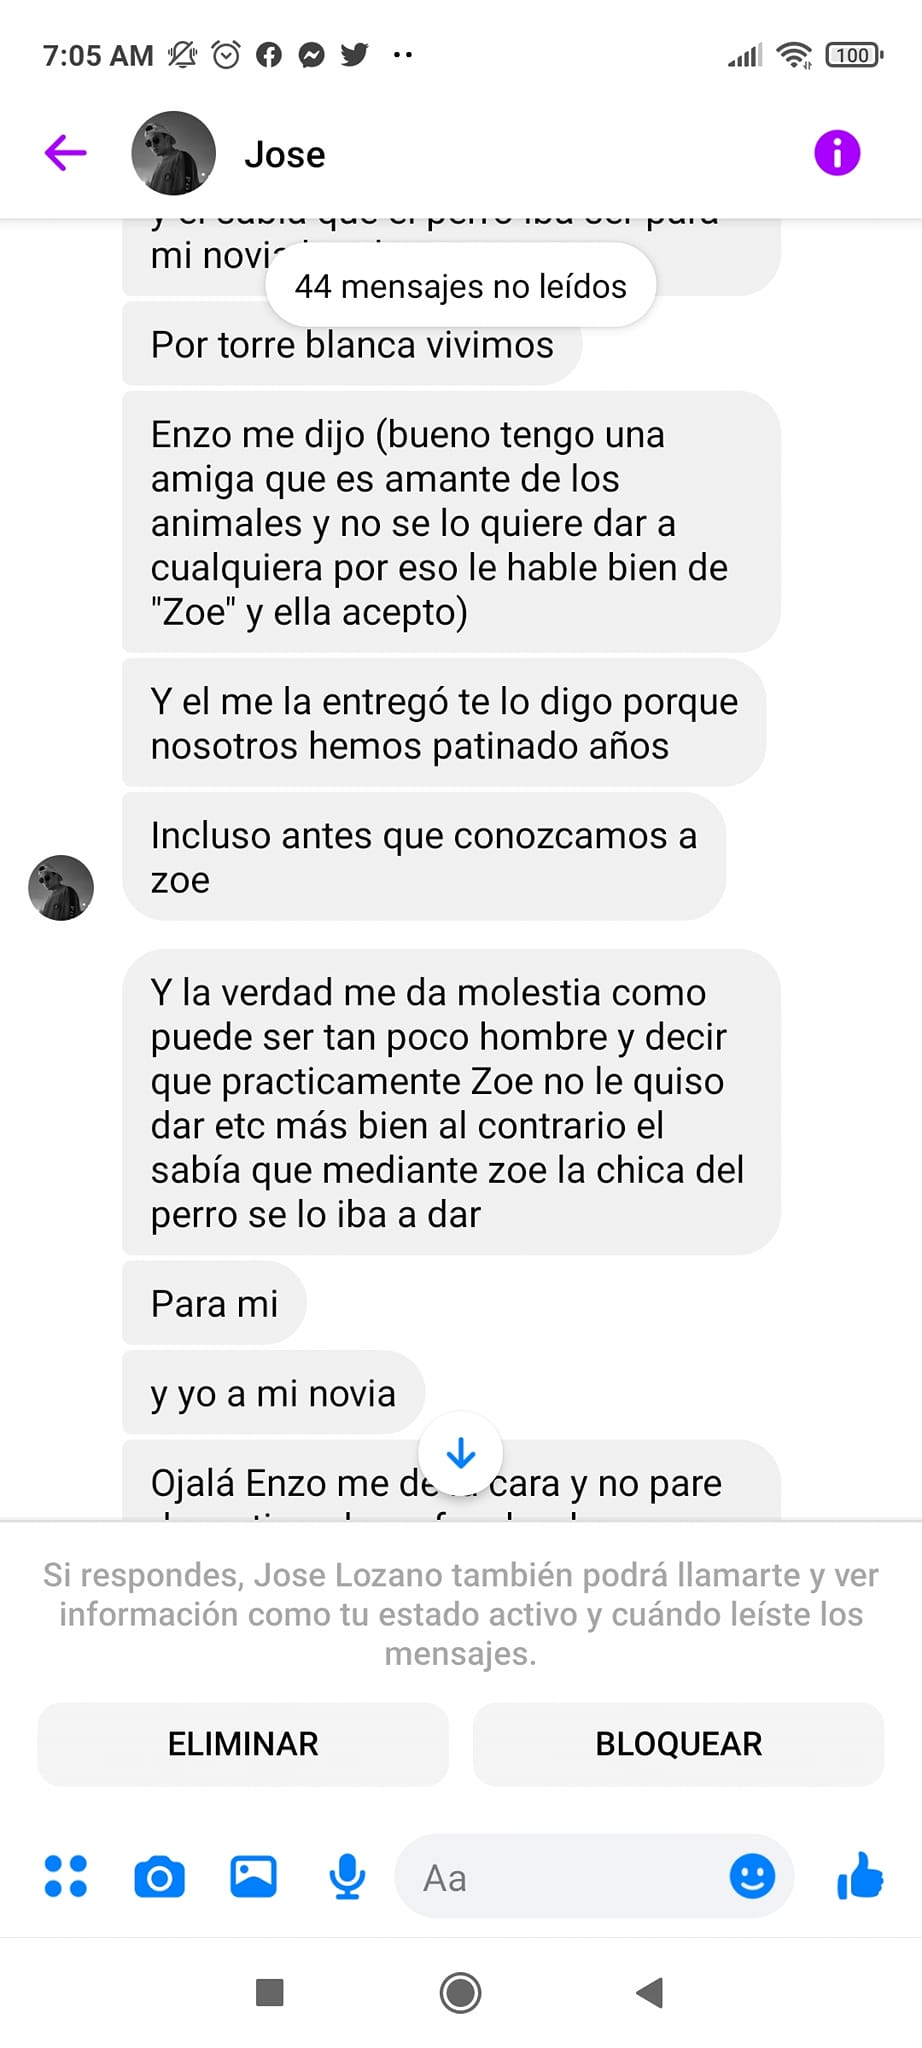 7:05 AM
100
Jose
mi novia
44 mensajes no leídos
Por torre blanca vivimos
Enzo me dijo (bueno tengo una
amiga que es amante de los
animales y no se lo quiere dar a
cualquiera por eso le hable bien de
"Zoe" y ella acepto)
Y el me la entregó te lo digo porque
nosotros hemos patinado años
Incluso antes que conozcamos a
zoe
Y la verdad me da molestia como
puede ser tan poco hombre y decir
que practicamente Zoe no le quiso
dar etc más bien al contrario el
sabía que mediante zoe la chica del
perro se lo iba a dar
Para mi
y yo a mi novia
Ojalá Enzo me de la cara y no pare
Si respondes, Jose Lozano también podrá llamarte y ver
información como tu estado activo y cuándo leíste los
mensajes.
ELIMINAR
BLOQUEAR
Aa